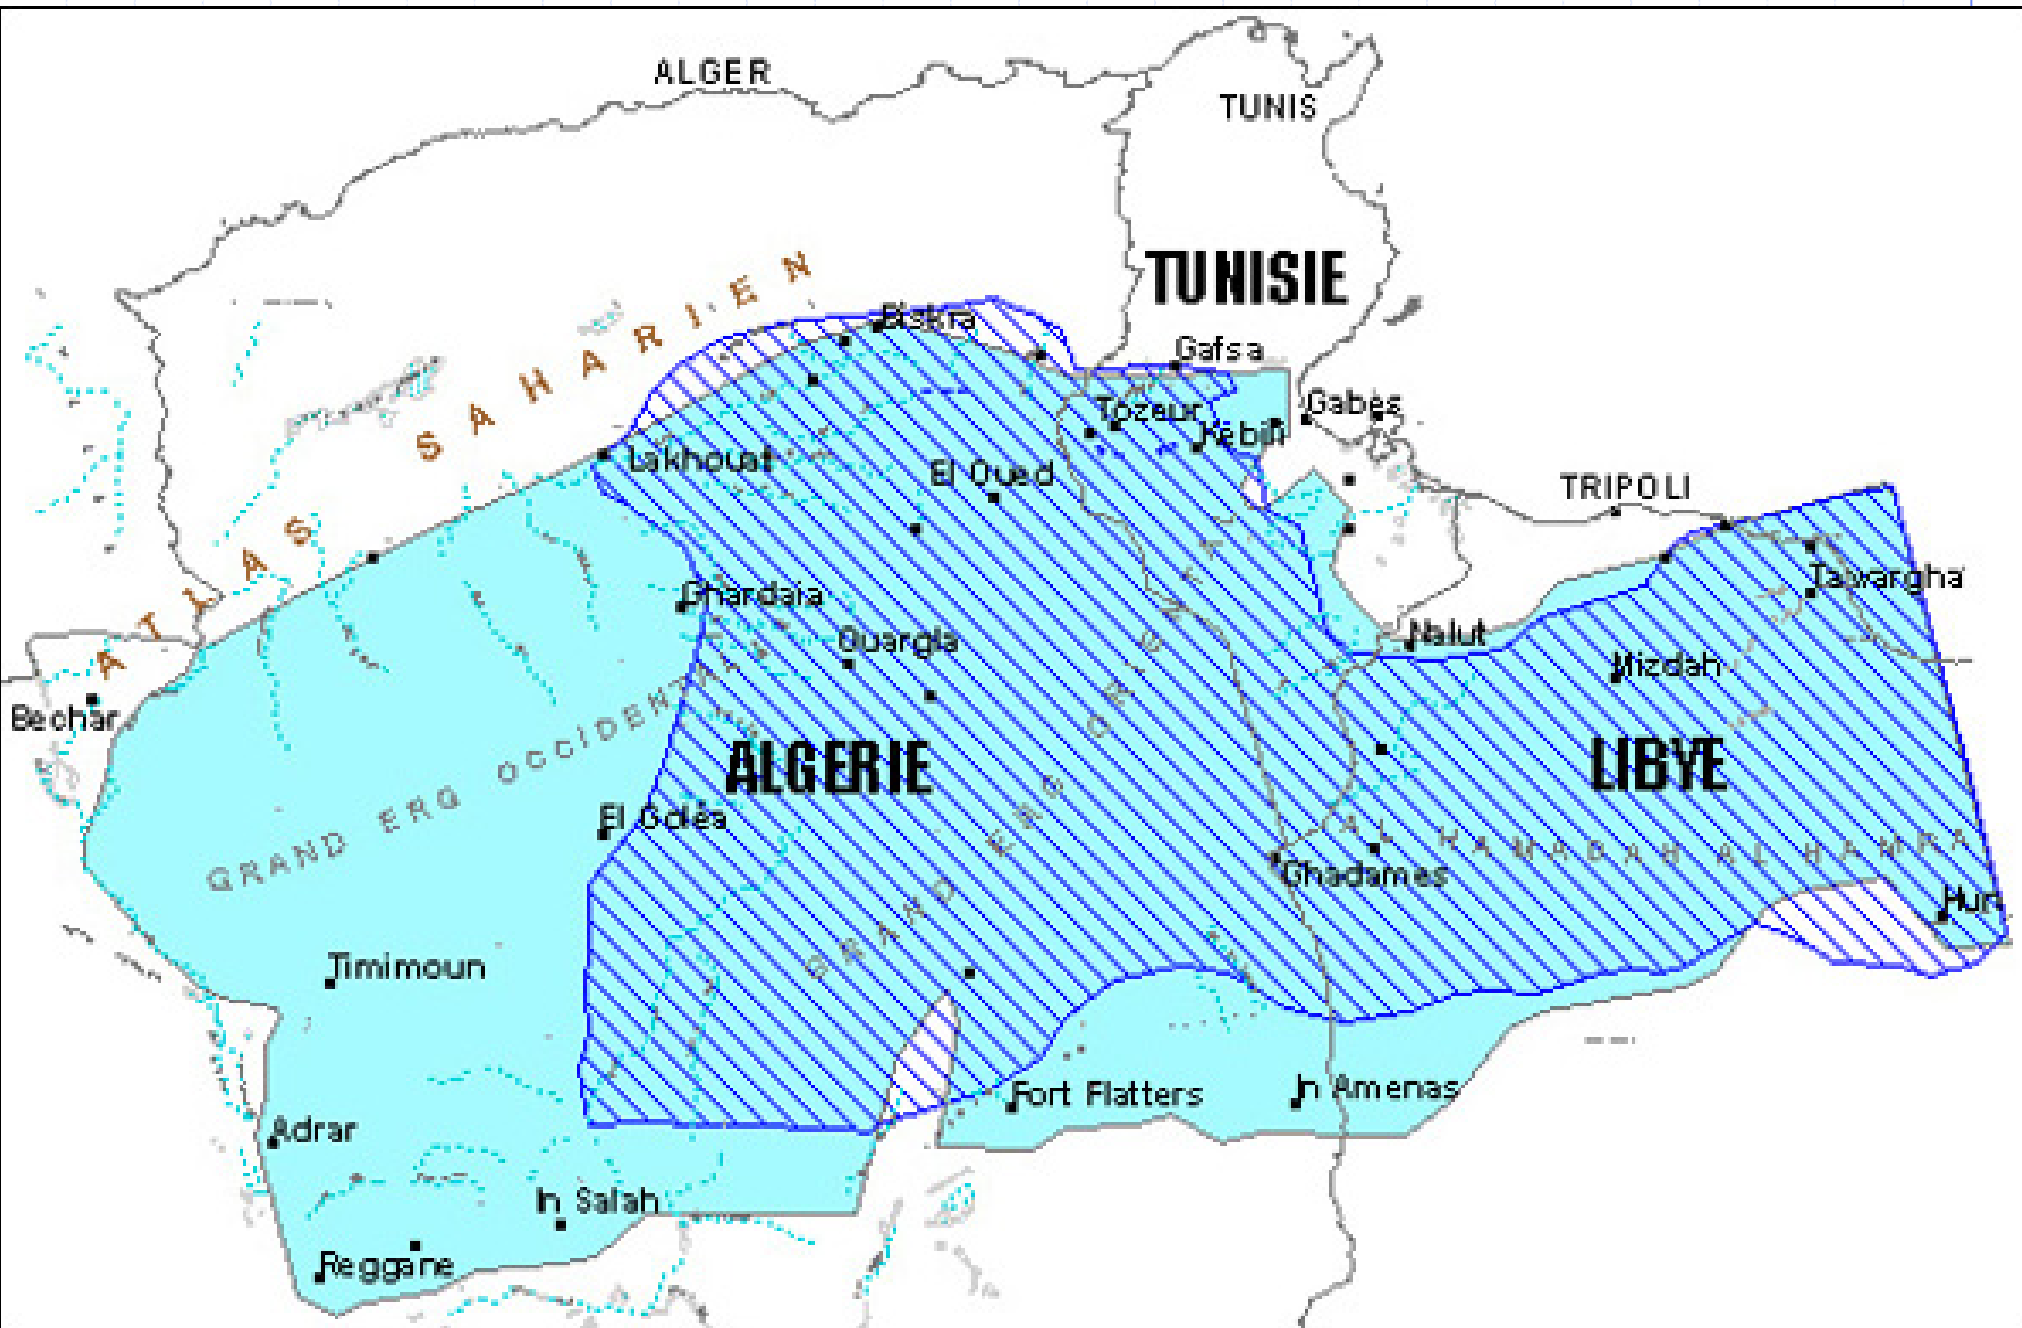 ALGER
TUNIS
TUNISIE
ATLAS SAHARIEN
Biskra
Gafsa
Tozeur
Gabes
Kebili
Lakhouat
El Oued
TRIPOLI
Tawargha
Ghardaia
Ouargla
Nalut
Mizdah
Bechar
GRAND ERG OCCIDENTAL
GRAND ERG ORIENTAL
ALGERIE
LIBYE
El Goléa
AL HAMADAH AL HAMRA
Ghadames
Hun
Timimoun
Fort Flatters
In Amenas
Adrar
In Salah
Reggane